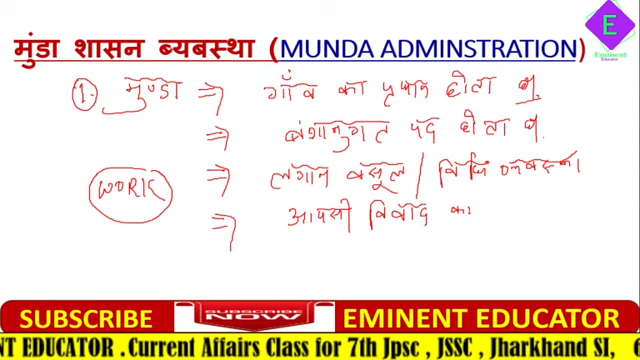 E
Eminent
मुंडा शासन ब्यबस्था (MUNDA ADMINSTRATION)
1. मुण्डा ⇒ गाँव का प्रधान होता था
⇒ वंशानुगत पद होता था
WORK ⇒ लगान वसूल / विधि व्यवस्था
⇒ आपसी विवाद का
SUBSCRIBE SUBSCRIBE NOW EMINENT EDUCATOR
NT EDUCATOR . Current Affairs Class for 7th Jpsc , JSSC, Jharkhand SI,